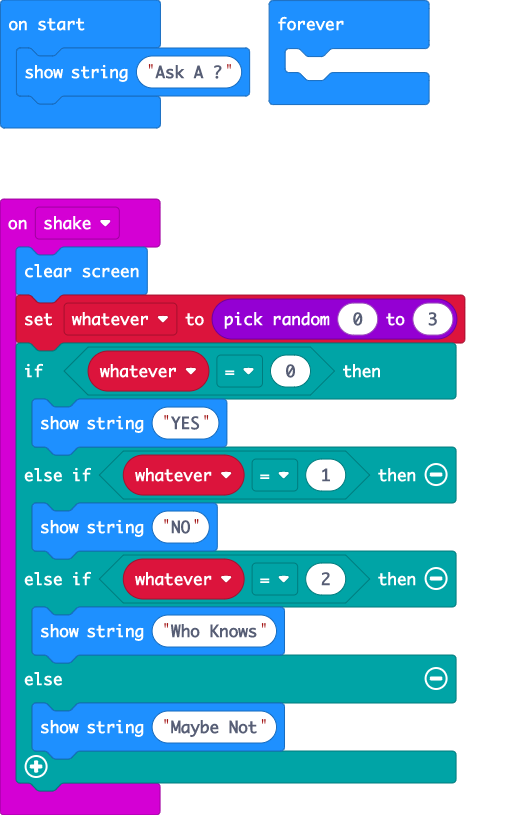 on start
forever
show string "Ask A ?"
on shake
clear screen
set whatever to pick random 0 to 3
if whatever = 0 then
show string "YES"
else if whatever = 1 then
show string "NO"
else if whatever = 2 then
show string "Who Knows"
else
show string "Maybe Not"